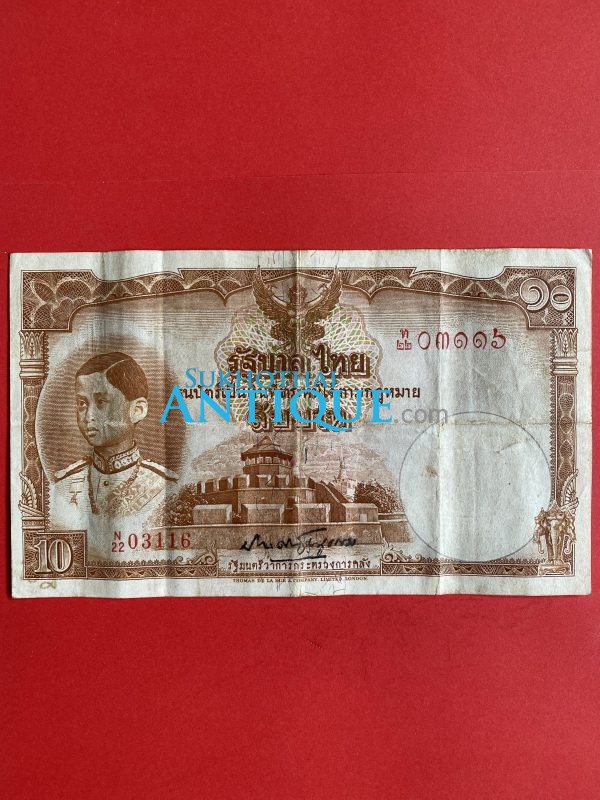 ๑๐
ท
๒๒ ๐๓๑๑๖
รัฐบาลไทย
SUKHOTHAI
ANTIQUE.com
N
22 03116
10
รัฐมนตรีว่าการกระทรวงการคลัง
THOMAS DE LA RUE & COMPANY, LIMITED, LONDON.